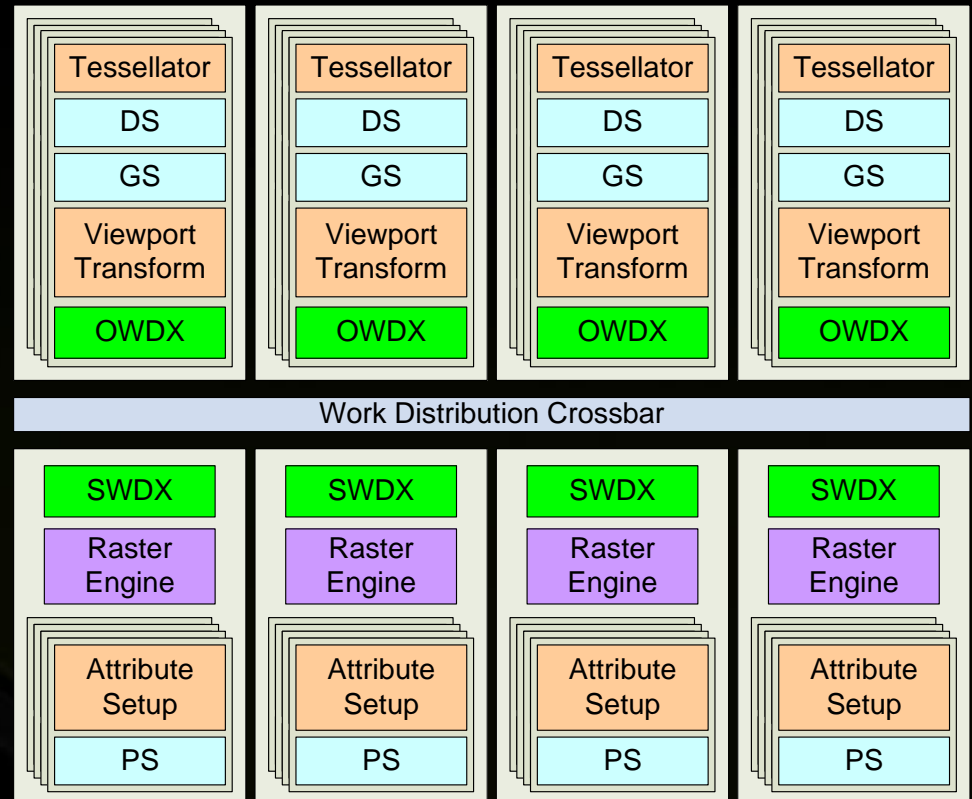 Tessellator Tessellator Tessellator Tessellator
DS DS DS DS
GS GS GS GS
Viewport Viewport Viewport Viewport
Transform Transform Transform Transform
OWDX OWDX OWDX OWDX
Work Distribution Crossbar
SWDX SWDX SWDX SWDX
Raster Raster Raster Raster
Engine Engine Engine Engine
Attribute Attribute Attribute Attribute
Setup Setup Setup Setup
PS PS PS PS